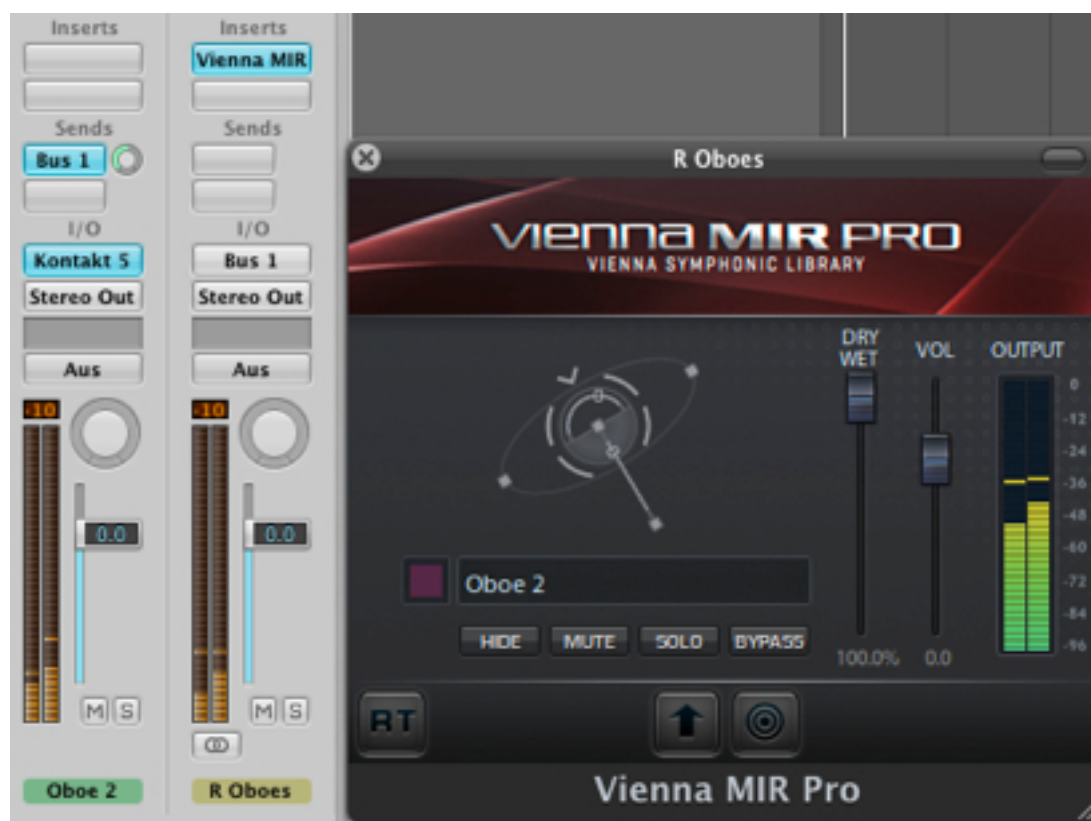 Inserts
Vienna MIR
Sends
Bus 1
I/O
Kontakt 5
Stereo Out
Aus
-10
0.0
M S
Oboe 2
Inserts
Sends
I/O
Bus 1
Stereo Out
Aus
-10
0.0
M S
R Oboes
R Oboes
VIENNA MIR PRO
VIENNA SYMPHONIC LIBRARY
DRY
WET
VOL
OUTPUT
0
-12
-24
-36
-48
-60
-72
-84
-96
Oboe 2
HIDE MUTE SOLO BYPASS
100.0% 0.0
RT
Vienna MIR Pro